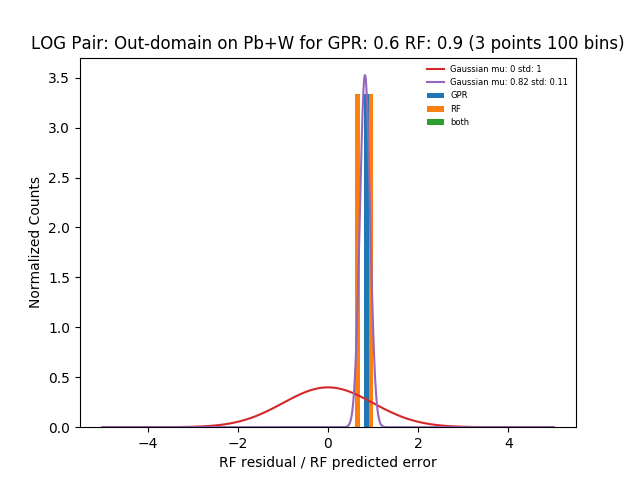 LOG Pair: Out-domain on Pb+W for GPR: 0.6 RF: 0.9 (3 points 100 bins)
Gaussian mu: 0 std: 1
Gaussian mu: 0.82 std: 0.11
GPR
RF
both
Normalized Counts
3.5
3.0
2.5
2.0
1.5
1.0
0.5
0.0
−4
−2
0
2
4
RF residual / RF predicted error